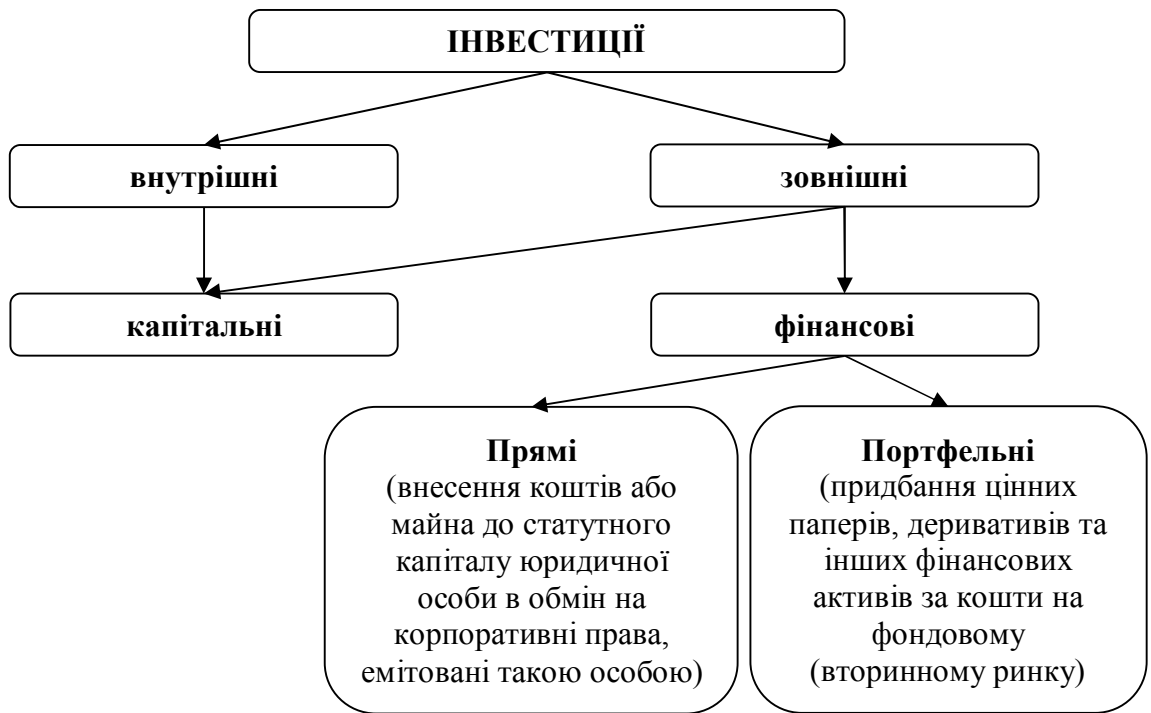 ІНВЕСТИЦІЇ
внутрішні
зовнішні
капітальні
фінансові
Прямі
(внесення коштів або
майна до статутного
капіталу юридичної
особи в обмін на
корпоративні права,
емітовані такою особою)
Портфельні
(придбання цінних
паперів, деривативів та
інших фінансових
активів за кошти на
фондовому
(вторинному ринку)